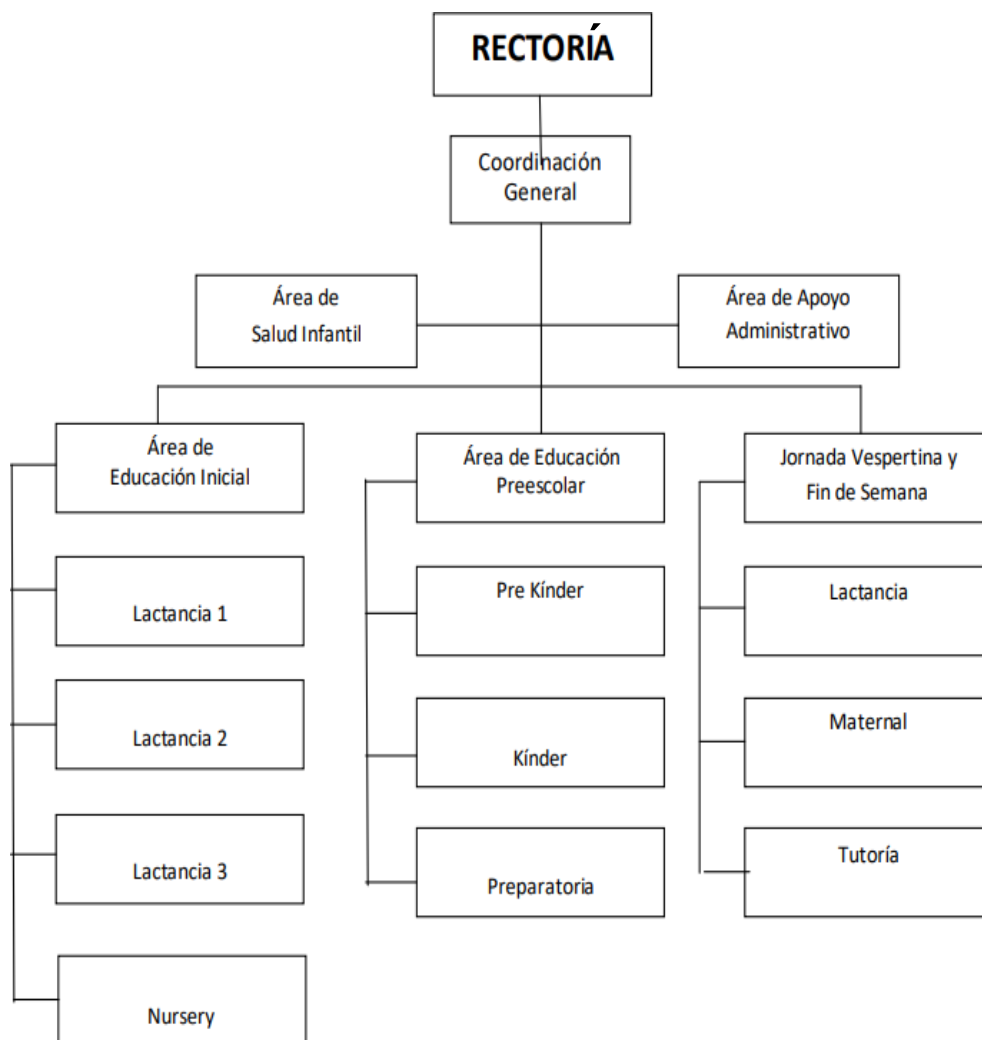 RECTORÍA
Coordinación
General
Área de
Salud Infantil
Área de Apoyo
Administrativo
Área de
Educación Inicial
Área de Educación
Preescolar
Jornada Vespertina y
Fin de Semana
Lactancia 1
Pre Kínder
Lactancia
Lactancia 2
Kínder
Maternal
Lactancia 3
Preparatoria
Tutoría
Nursery